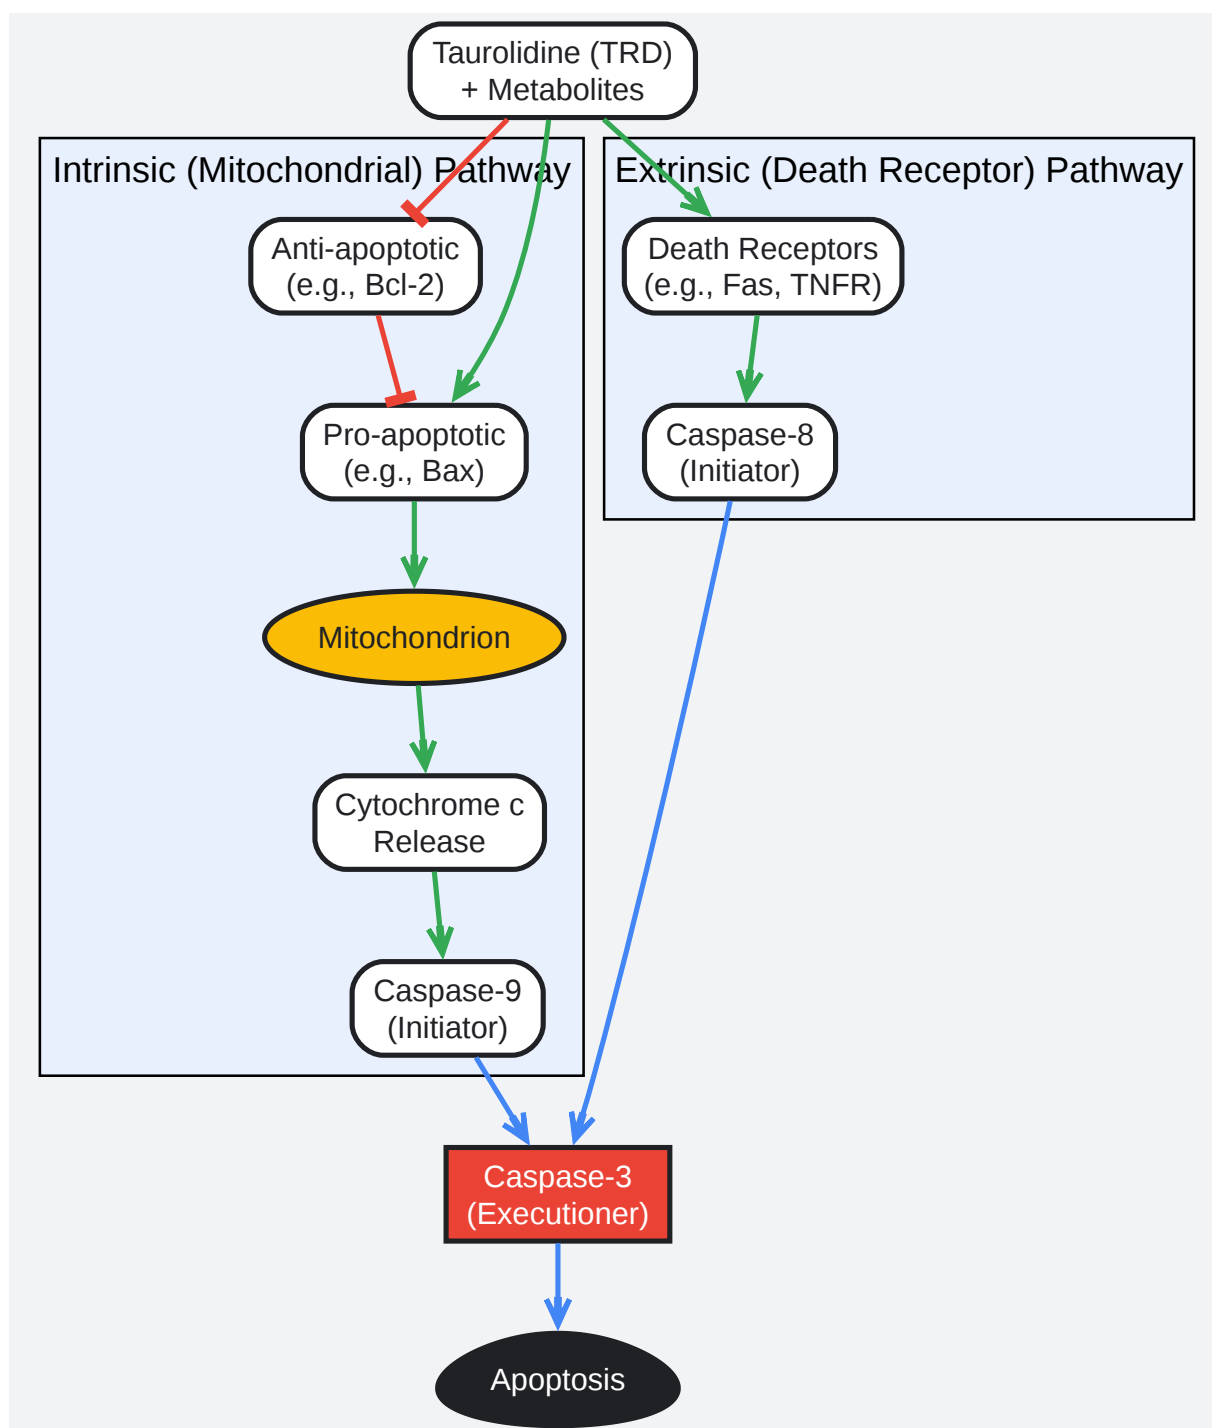 Taurolidine (TRD)
+ Metabolites
Intrinsic (Mitochondrial) Pathway
Extrinsic (Death Receptor) Pathway
Anti-apoptotic
(e.g., Bcl-2)
Death Receptors
(e.g., Fas, TNFR)
Pro-apoptotic
(e.g., Bax)
Caspase-8
(Initiator)
Mitochondrion
Cytochrome c
Release
Caspase-9
(Initiator)
Caspase-3
(Executioner)
Apoptosis